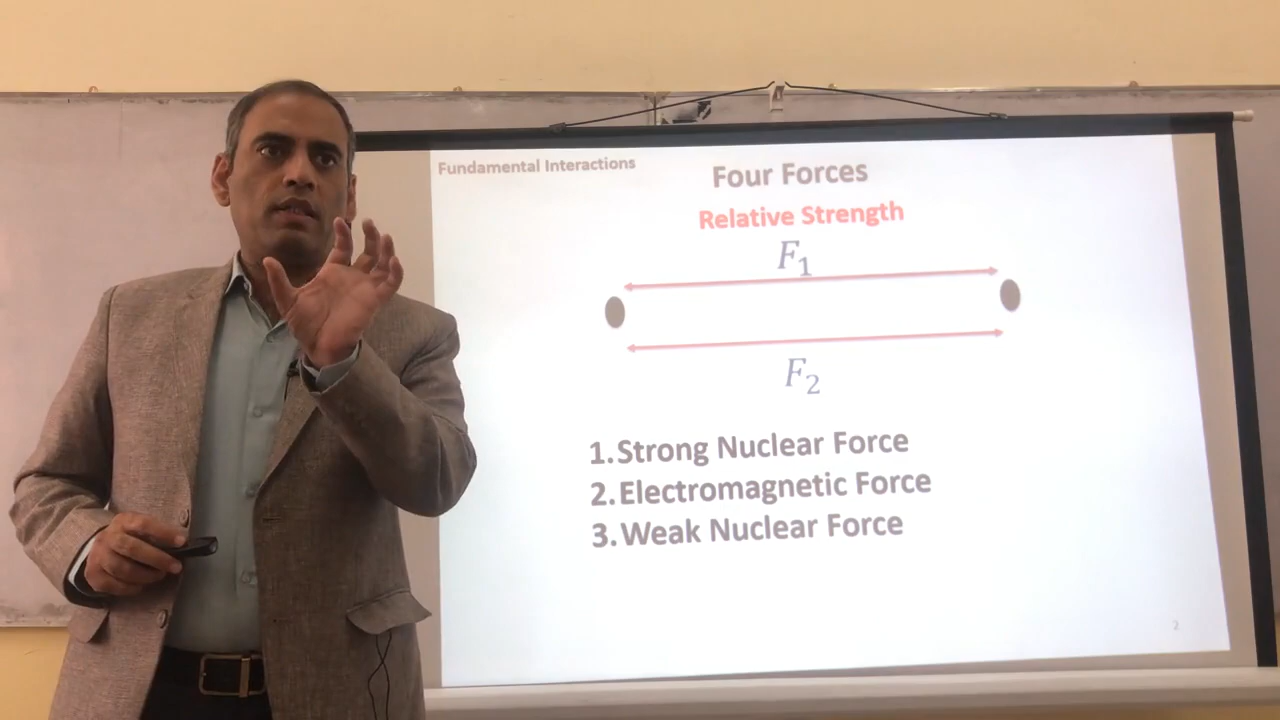 Fundamental Interactions
Four Forces
Relative Strength
F₁
F₂
1.Strong Nuclear Force
2.Electromagnetic Force
3.Weak Nuclear Force
2